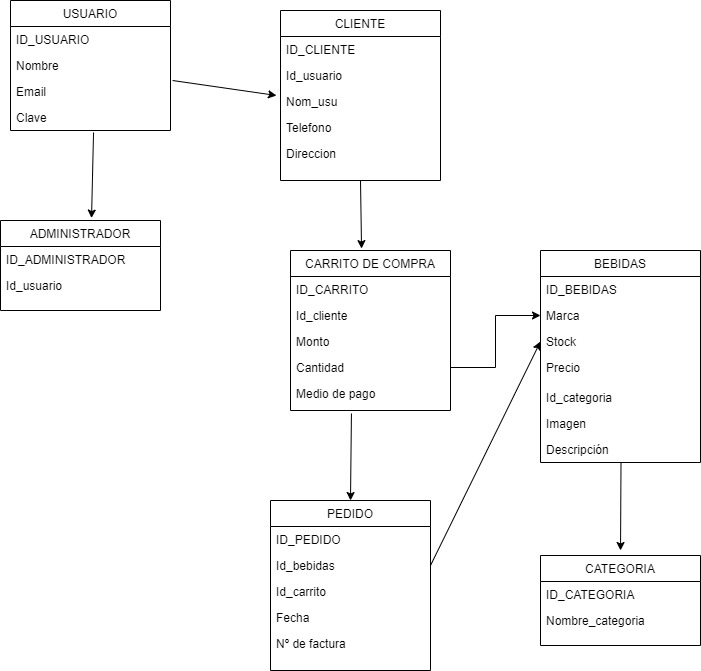 USUARIO
ID_USUARIO
Nombre
Email
Clave
CLIENTE
ID_CLIENTE
Id_usuario
Nom_usu
Telefono
Direccion
ADMINISTRADOR
ID_ADMINISTRADOR
Id_usuario
CARRITO DE COMPRA
ID_CARRITO
Id_cliente
Monto
Cantidad
Medio de pago
BEBIDAS
ID_BEBIDAS
Marca
Stock
Precio
Id_categoria
Imagen
Descripción
PEDIDO
ID_PEDIDO
Id_bebidas
Id_carrito
Fecha
Nº de factura
CATEGORIA
ID_CATEGORIA
Nombre_categoria